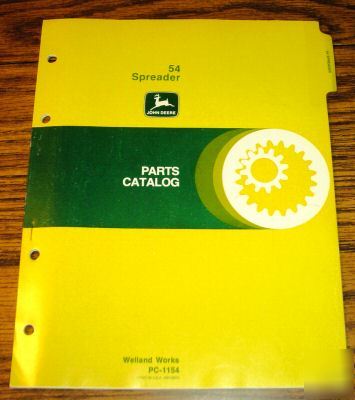 54
Spreader
JOHN DEERE
PARTS
CATALOG
Welland Works
PC-1154